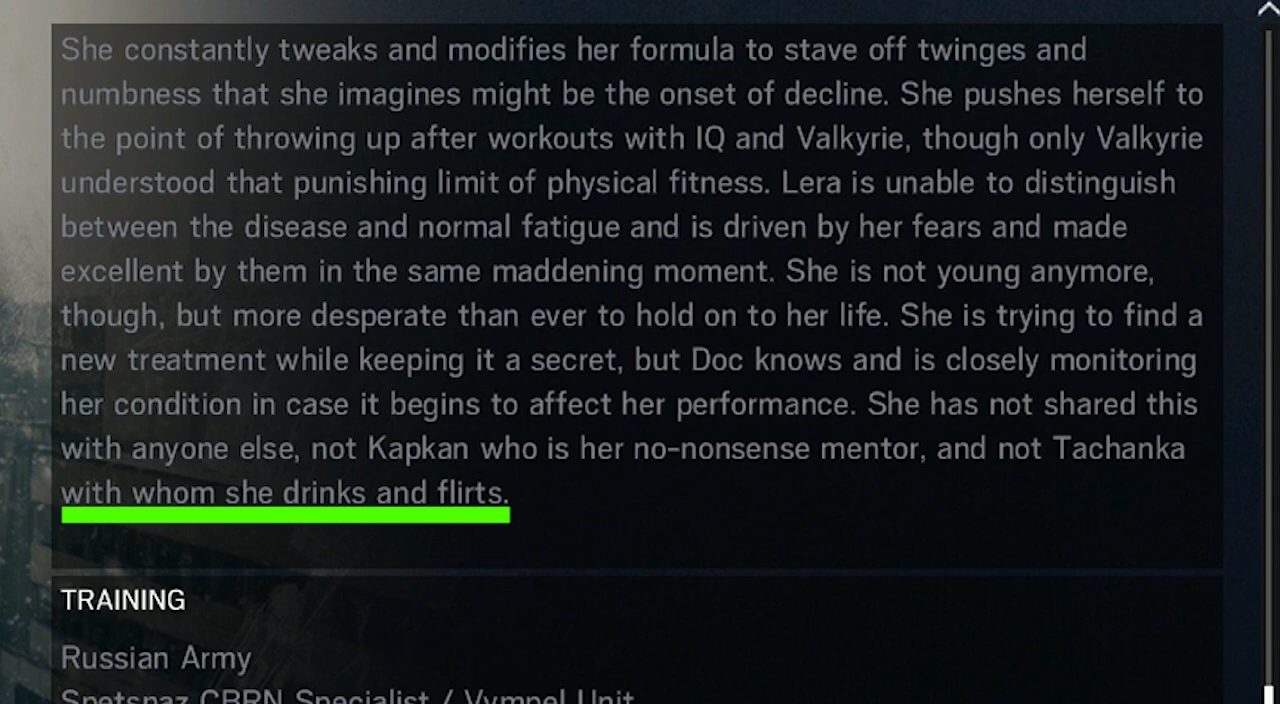 She constantly tweaks and modifies her formula to stave off twinges and
numbness that she imagines might be the onset of decline. She pushes herself to
the point of throwing up after workouts with IQ and Valkyrie, though only Valkyrie
understood that punishing limit of physical fitness. Lera is unable to distinguish
between the disease and normal fatigue and is driven by her fears and made
excellent by them in the same maddening moment. She is not young anymore,
though, but more desperate than ever to hold on to her life. She is trying to find a
new treatment while keeping it a secret, but Doc knows and is closely monitoring
her condition in case it begins to affect her performance. She has not shared this
with anyone else, not Kapkan who is her no-nonsense mentor, and not Tachanka
with whom she drinks and flirts.
TRAINING
Russian Army
Spetsnaz CBRN Specialist / Vympel Unit